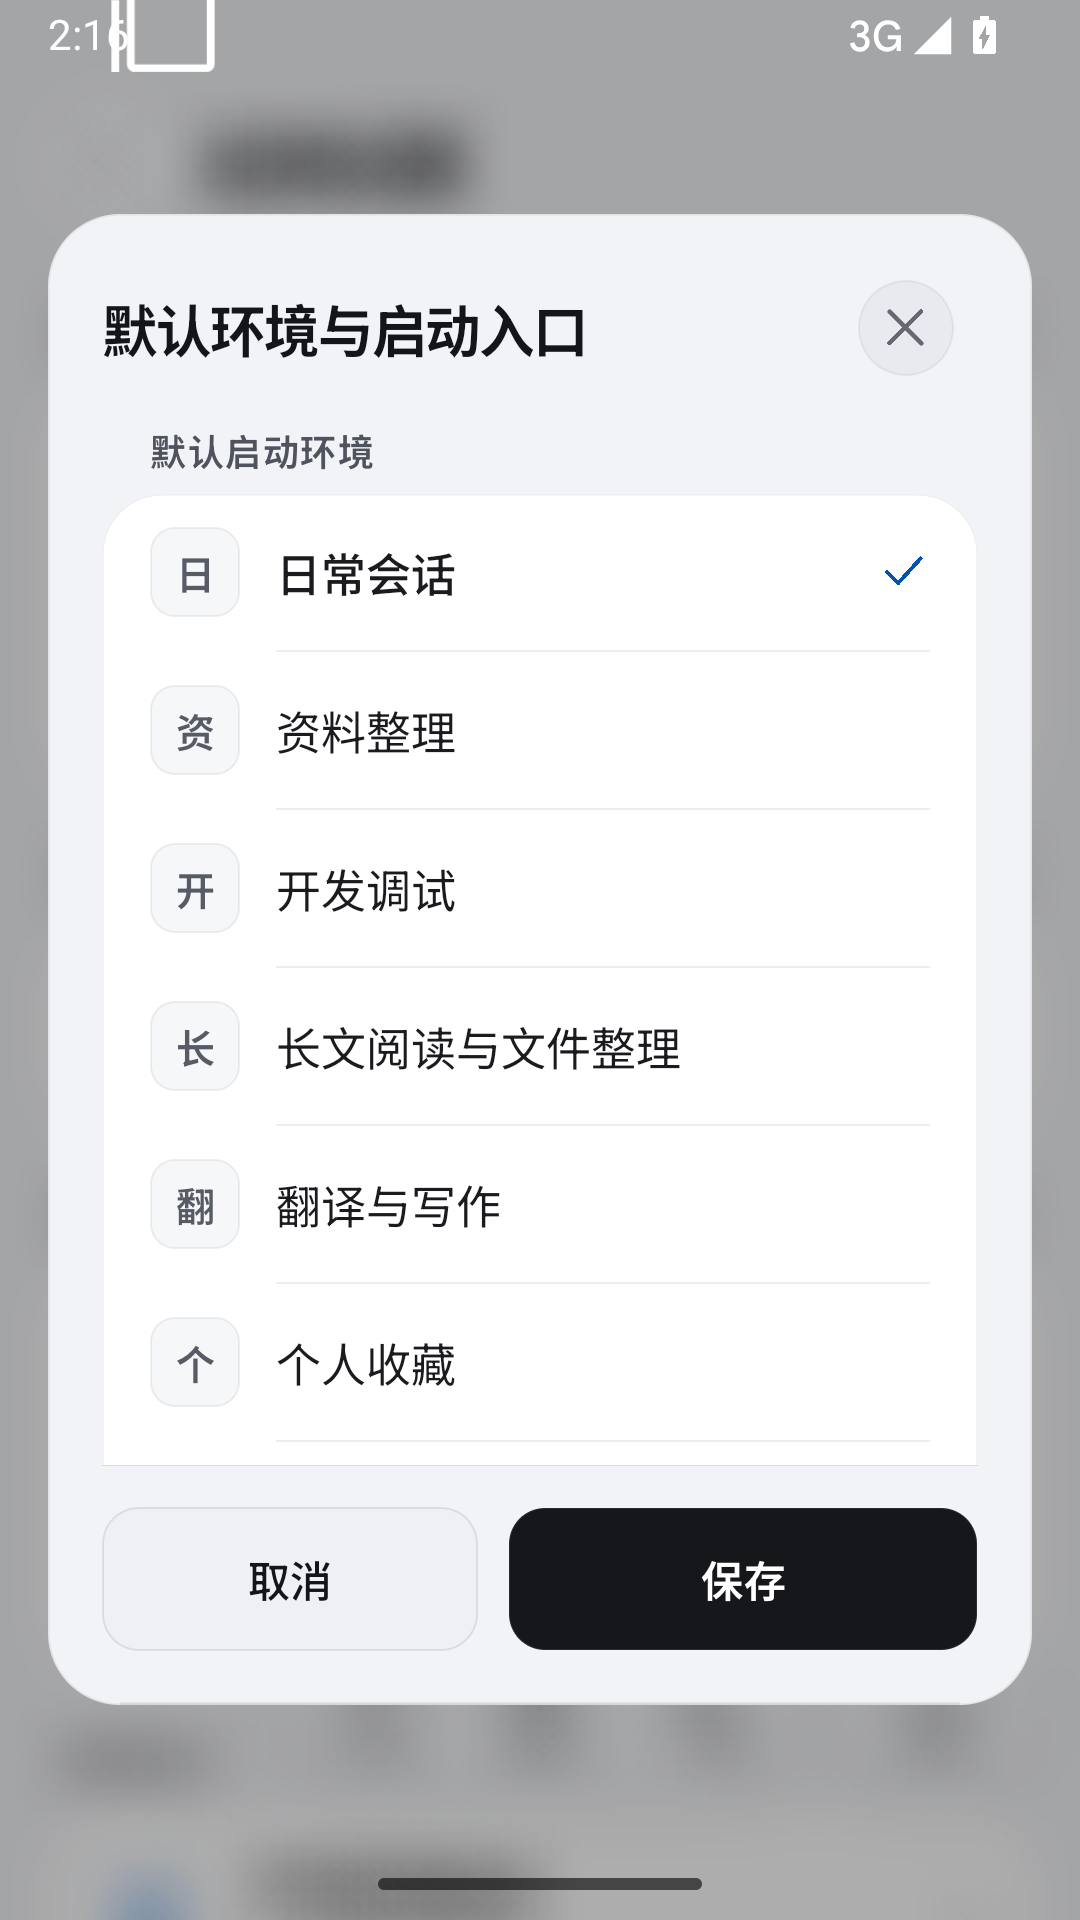 2:16
3G
默认环境与启动入口
默认启动环境
日 日常会话
资 资料整理
开 开发调试
长 长文阅读与文件整理
翻 翻译与写作
个 个人收藏
取消
保存